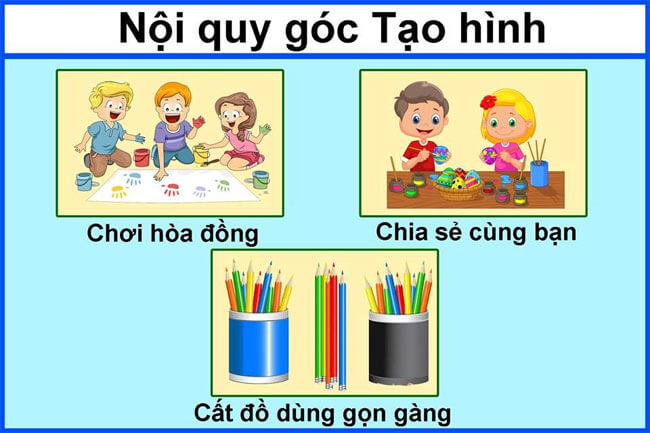 Nội quy góc Tạo hình
Chơi hòa đồng
Chia sẻ cùng bạn
Cất đồ dùng gọn gàng